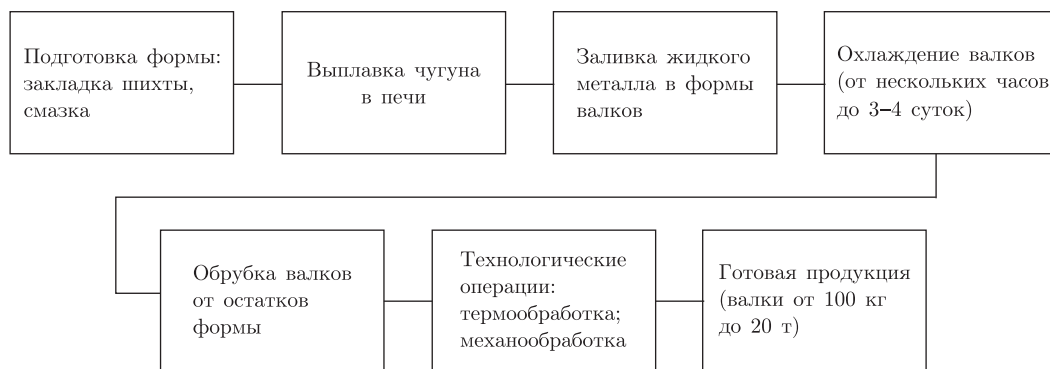 Подготовка формы:
закладка шихты,
смазка
Выплавка чугуна
в печи
Заливка жидкого
металла в формы
валков
Охлаждение валков
(от нескольких часов
до 3–4 суток)
Обрубка валков
от остатков
формы
Технологические
операции:
термообработка;
механообработка
Готовая продукция
(валки от 100 кг
до 20 т)